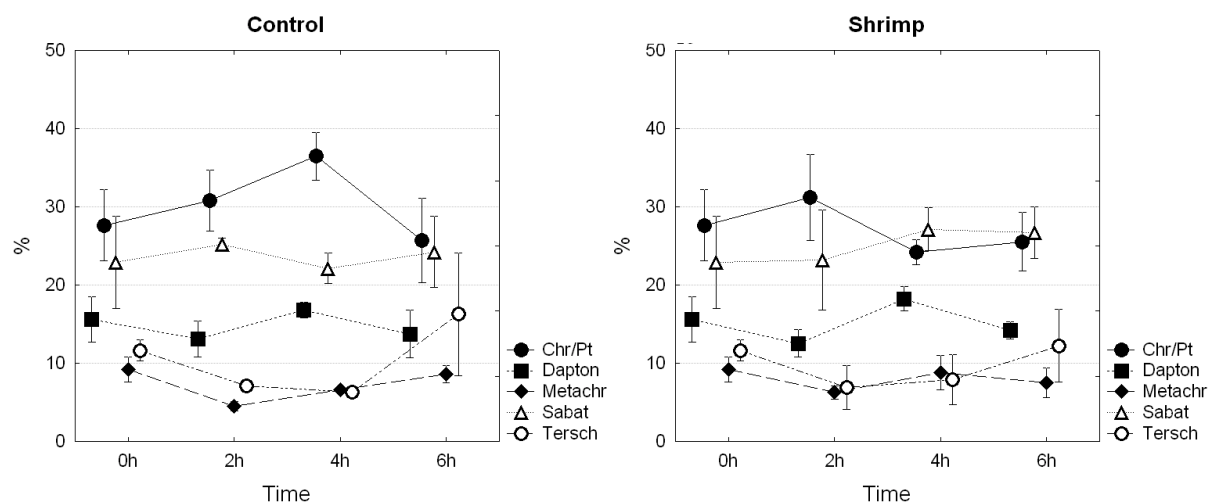 Control
50
40
30
20
10
0
%
0h 2h 4h 6h
Time
Chr/Pt
Dapton
Metachr
Sabat
Tersch
Shrimp
50
40
30
20
10
0
%
0h 2h 4h 6h
Time
Chr/Pt
Dapton
Metachr
Sabat
Tersch